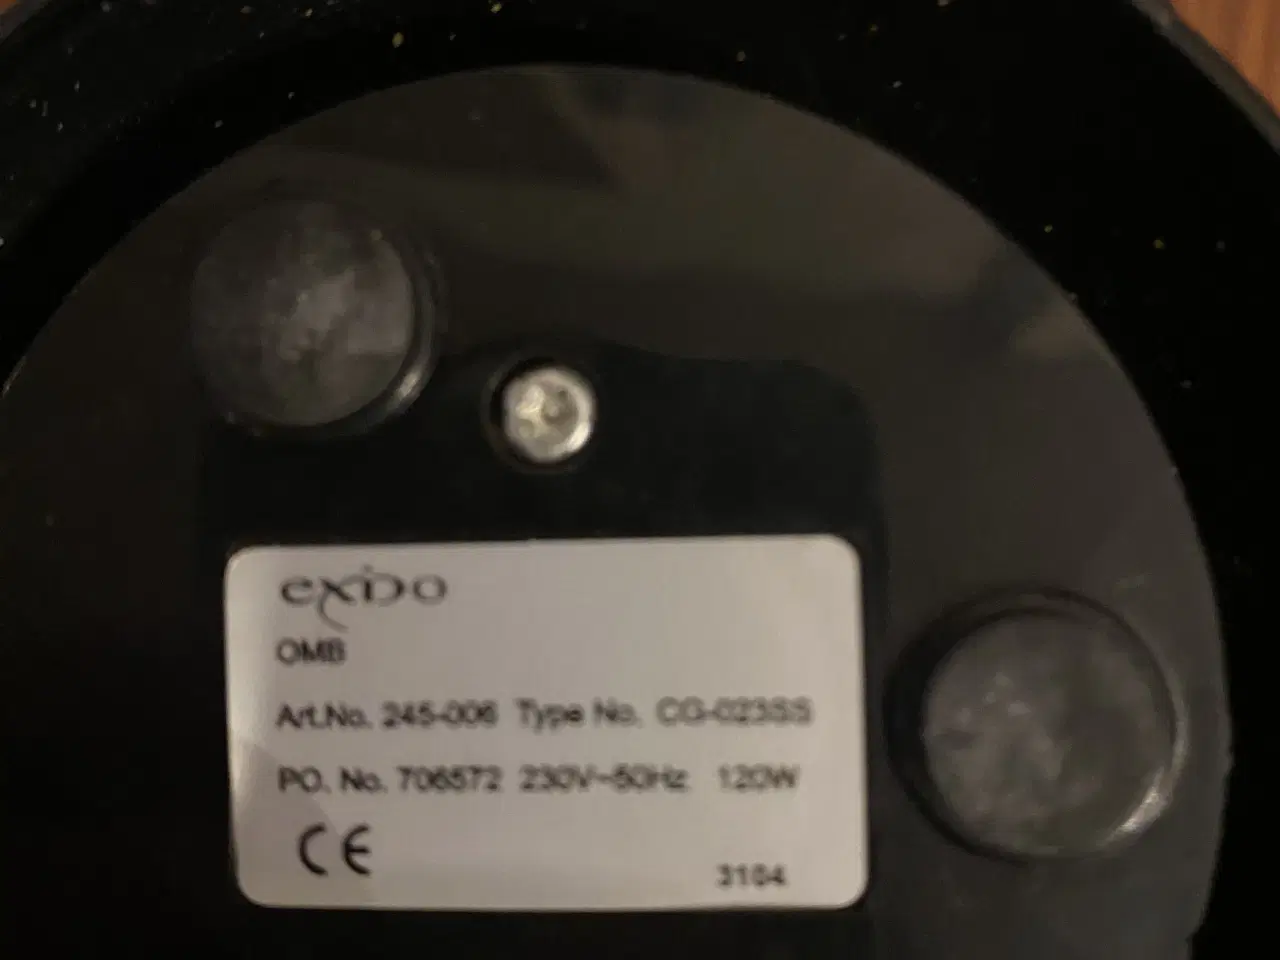 exido
OMB
Art.No. 245-006 Type No. CG-023SS
PO. No. 706572 230V~50Hz 120W
CE
3104